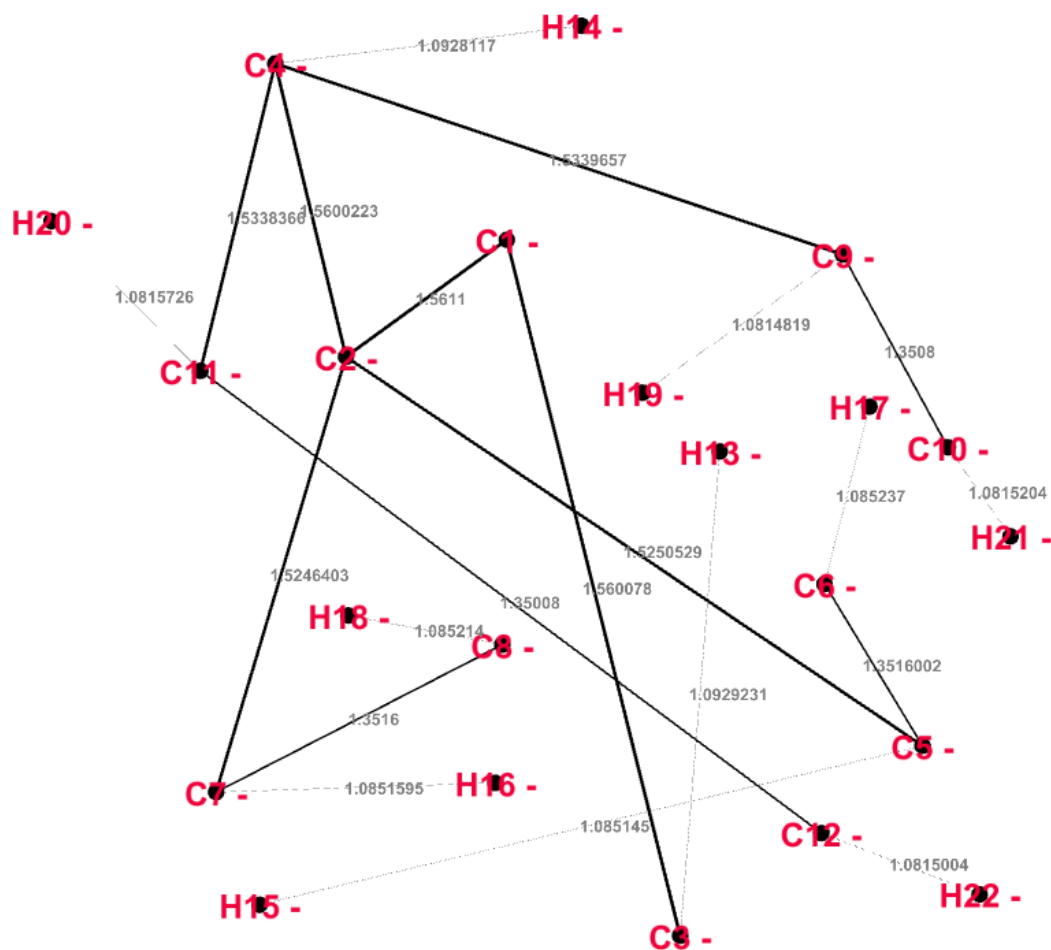 H14 -
1.0928117
C4 -
1.5339657
H20 -
1.5338366
1.5600223
C1 -
C9 -
1.0815726
1.5611
1.0814819
1.3508
C2 -
C11 -
H19 -
H17 -
H13 -
C10 -
1.085237
1.0815204
H21 -
1.5250529
1.5246403
1.560078
C6 -
1.35008
H18 -
1.085214
C8 -
1.3516002
1.0929231
1.3516
C5 -
H16 -
1.0851595
C7 -
1.085145
C12 -
1.0815004
H22 -
H15 -
C3 -